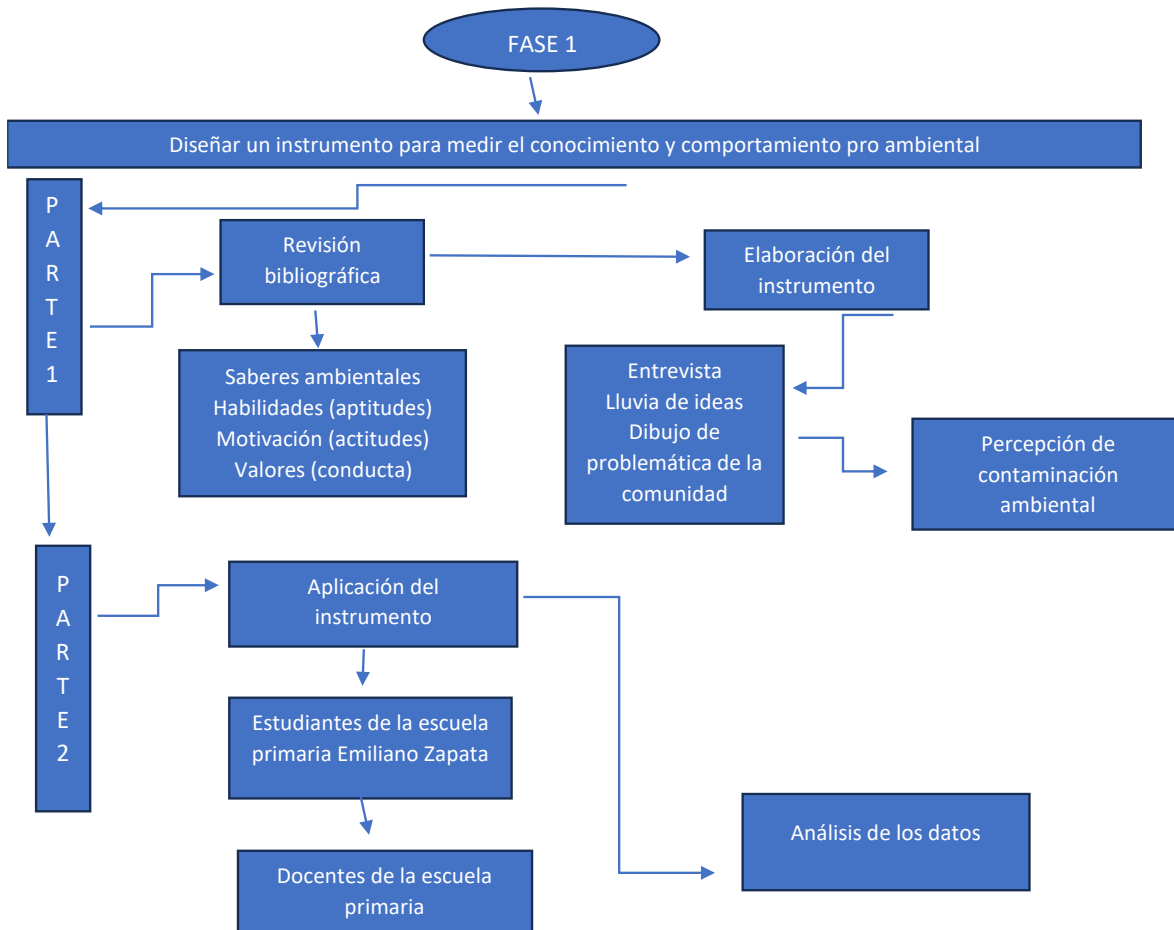 FASE 1
Diseñar un instrumento para medir el conocimiento y comportamiento pro ambiental
P
A
R
T
E
1
Revisión
bibliográfica
Elaboración del
instrumento
Saberes ambientales
Habilidades (aptitudes)
Motivación (actitudes)
Valores (conducta)
Entrevista
Lluvia de ideas
Dibujo de
problemática de la
comunidad
Percepción de
contaminación
ambiental
P
A
R
T
E
2
Aplicación del
instrumento
Estudiantes de la escuela
primaria Emiliano Zapata
Docentes de la escuela
primaria
Análisis de los datos